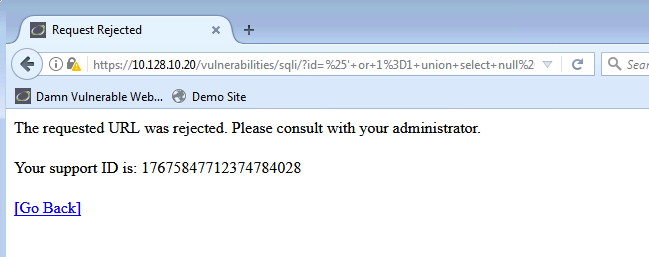 Request Rejected
https://10.128.10.20/vulnerabilities/sqli/?id=%25'+or+1%3D1+union+select+null%2
Sear
Damn Vulnerable Web...
Demo Site
The requested URL was rejected. Please consult with your administrator.
Your support ID is: 17675847712374784028
[Go Back]